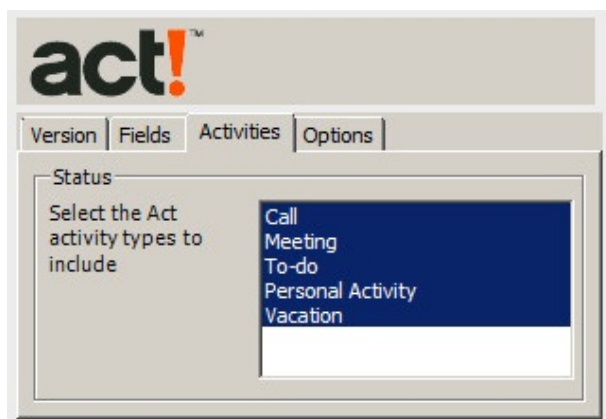 act!™
Version Fields Activities Options
Status
Select the Act
activity types to
include
Call
Meeting
To-do
Personal Activity
Vacation